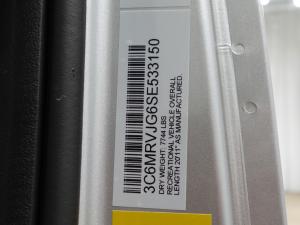 3C6MRVJG6SE533150
DRY WEIGHT: 7744 LBS
RECREATIONAL VEHICLE OVERALL
LENGTH 20'11" AS MANUFACTURED.